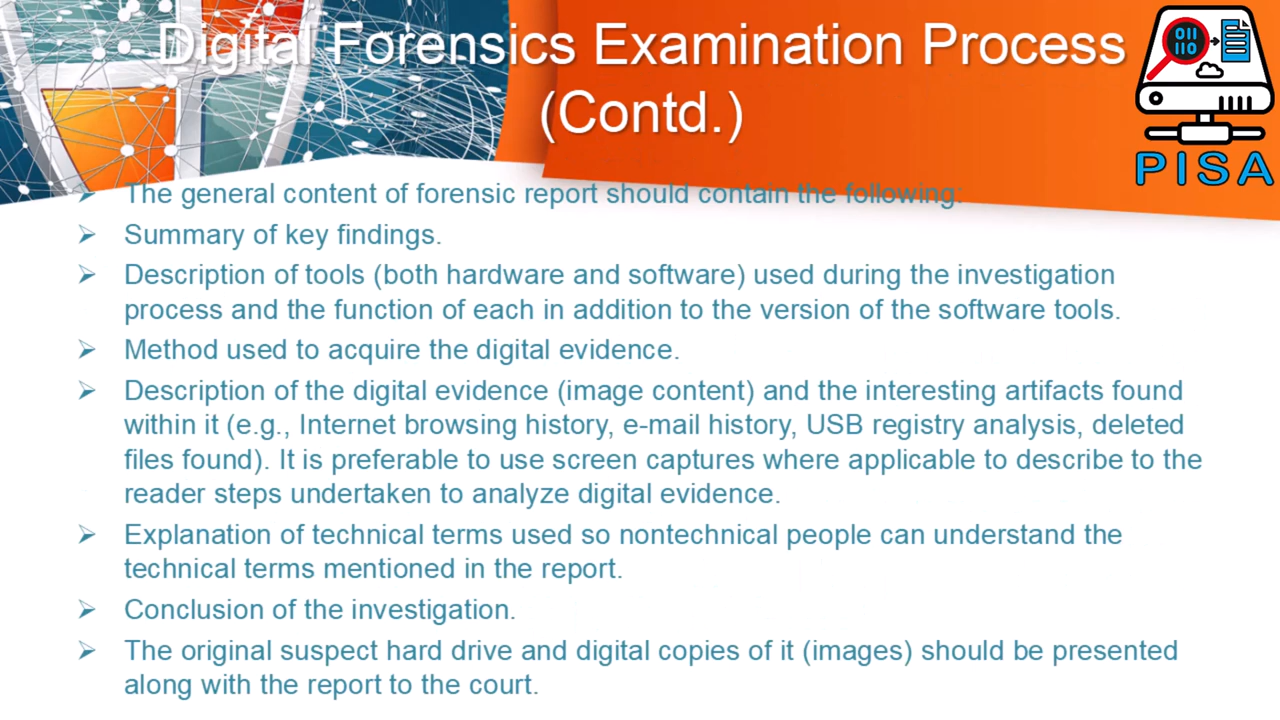 Digital Forensics Examination Process
(Contd.)
011
110
PISA
➢ The general content of forensic report should contain the following:
➢ Summary of key findings.
➢ Description of tools (both hardware and software) used during the investigation
process and the function of each in addition to the version of the software tools.
➢ Method used to acquire the digital evidence.
➢ Description of the digital evidence (image content) and the interesting artifacts found
within it (e.g., Internet browsing history, e-mail history, USB registry analysis, deleted
files found). It is preferable to use screen captures where applicable to describe to the
reader steps undertaken to analyze digital evidence.
➢ Explanation of technical terms used so nontechnical people can understand the
technical terms mentioned in the report.
➢ Conclusion of the investigation.
➢ The original suspect hard drive and digital copies of it (images) should be presented
along with the report to the court.